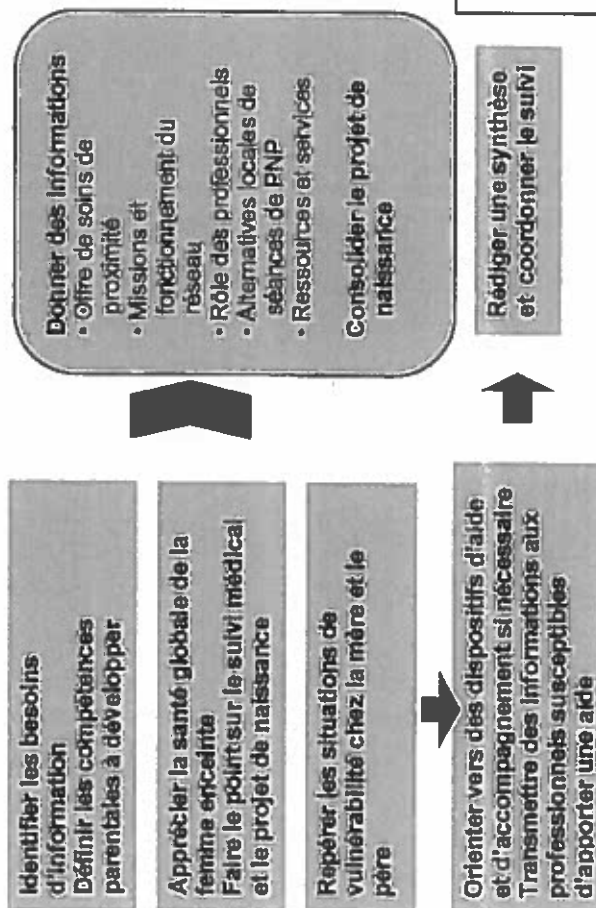 Identifier les besoins
d'information
Définir les compétences
parentales à développer
Apprécier la santé globale de la
femme enceinte
Faire le point sur le suivi médical
et le projet de naissance
Repérer les situations de
vulnérabilité chez la mère et le
père
Orienter vers des dispositifs d'aide
et d'accompagnement si nécessaire
Transmettre des informations aux
professionnels susceptibles
d'apporter une aide
Donner des informations
• Offre de soins de
proximité
• Missions et
fonctionnement du
réseau
• Rôle des professionnels
• Alternatives locales de
séances de PNP
• Ressources et services
Consolider le projet de
naissance
Rédiger une synthèse
et coordonner le suivi